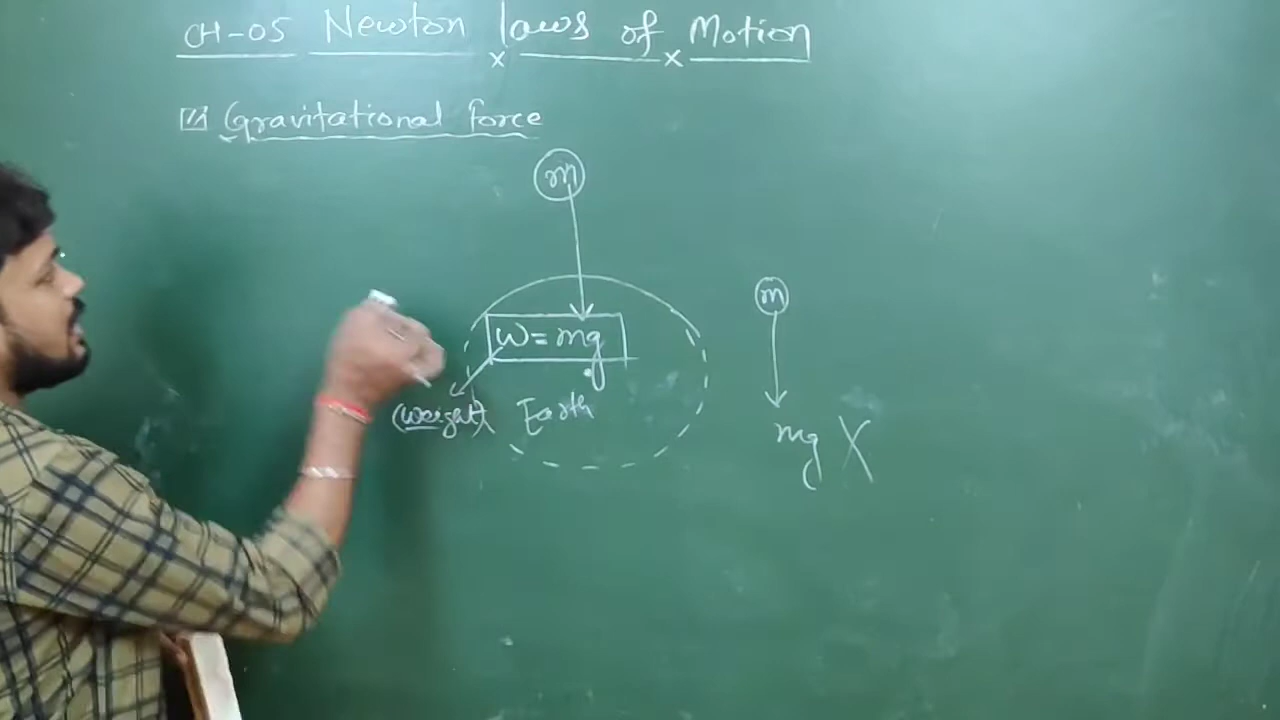 CH-05 Newton laws of Motion
Gravitational force
m
m
W = mg
(weight)
Earth
mg X